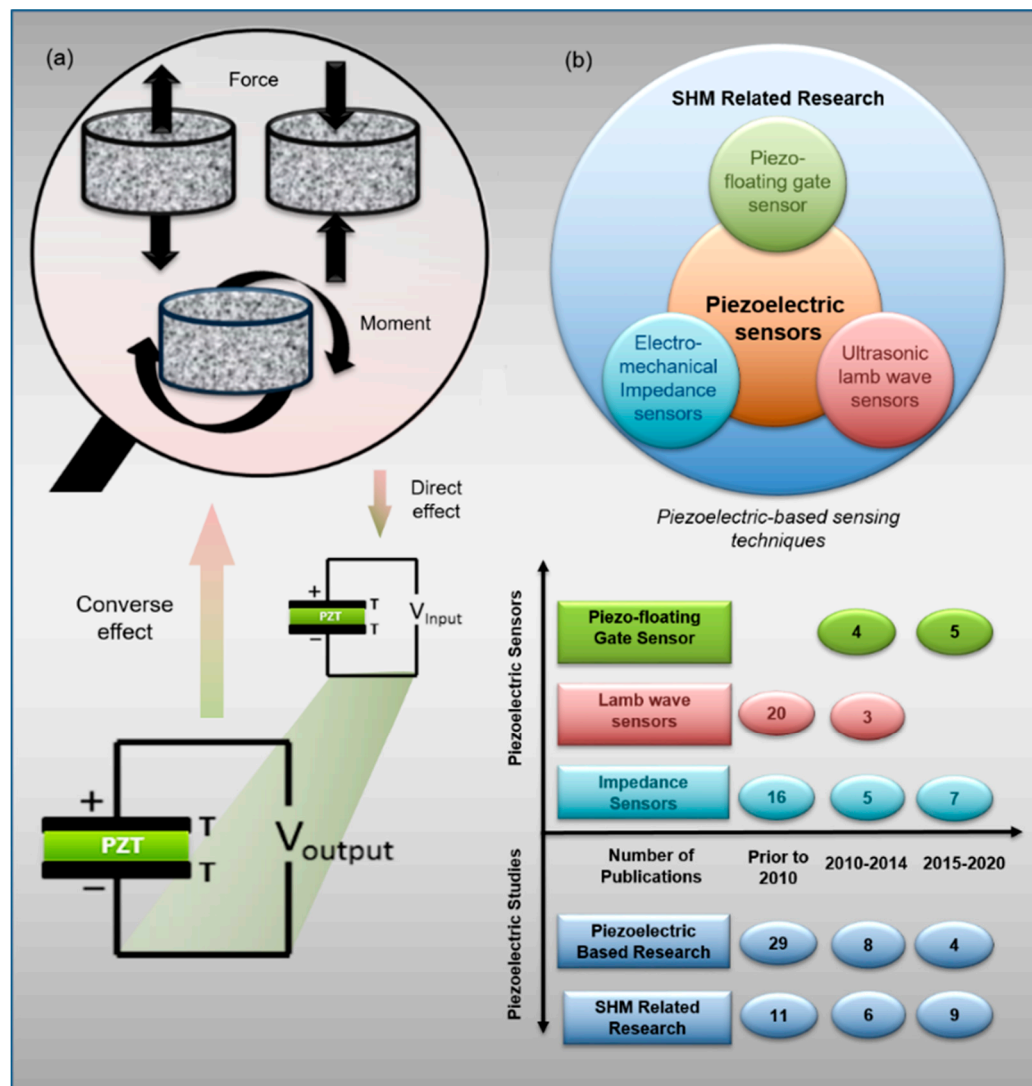 (a)
Force
Moment
Direct
effect
Converse
effect
+
PZT
−
T
T
V Input
+
PZT
−
T
T
V output
(b)
SHM Related Research
Piezo-
floating gate
sensor
Piezoelectric
sensors
Electro-
mechanical
Impedance
sensors
Ultrasonic
lamb wave
sensors
Piezoelectric-based sensing
techniques
Piezoelectric Sensors
Piezo-floating
Gate Sensor
4
5
Lamb wave
sensors
20
3
Impedance
Sensors
16
5
7
Number of
Publications
Prior to
2010
2010-2014
2015-2020
Piezoelectric Studies
Piezoelectric
Based Research
29
8
4
SHM Related
Research
11
6
9